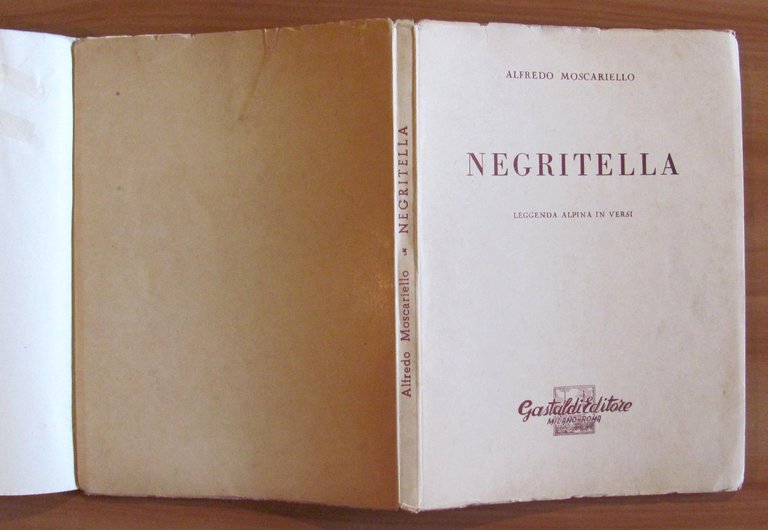 Alfredo Moscariello NEGRITELLA
ALFREDO MOSCARIELLO
NEGRITELLA
LEGGENDA ALPINA IN VERSI
Gastaldi Editore
MILANO-ROMA